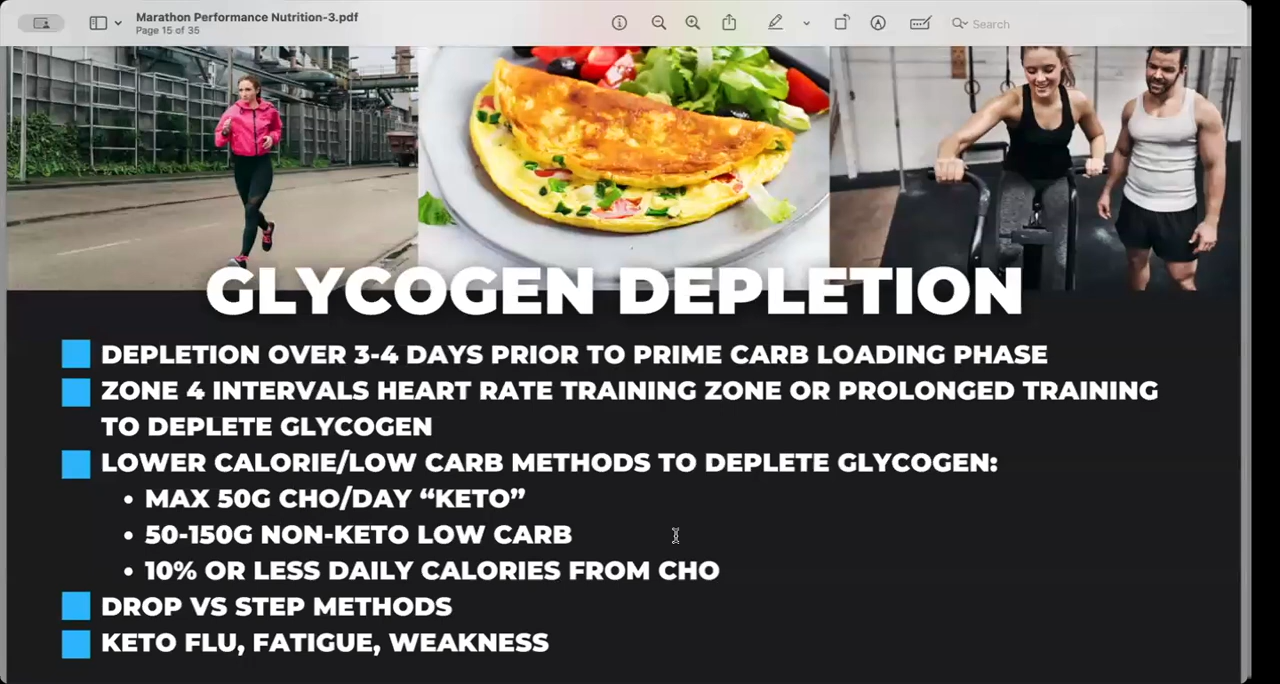 Marathon Performance Nutrition-3.pdf
Page 15 of 35
Search
GLYCOGEN DEPLETION
DEPLETION OVER 3-4 DAYS PRIOR TO PRIME CARB LOADING PHASE
ZONE 4 INTERVALS HEART RATE TRAINING ZONE OR PROLONGED TRAINING
TO DEPLETE GLYCOGEN
LOWER CALORIE/LOW CARB METHODS TO DEPLETE GLYCOGEN:
• MAX 50G CHO/DAY “KETO”
• 50-150G NON-KETO LOW CARB
• 10% OR LESS DAILY CALORIES FROM CHO
DROP VS STEP METHODS
KETO FLU, FATIGUE, WEAKNESS